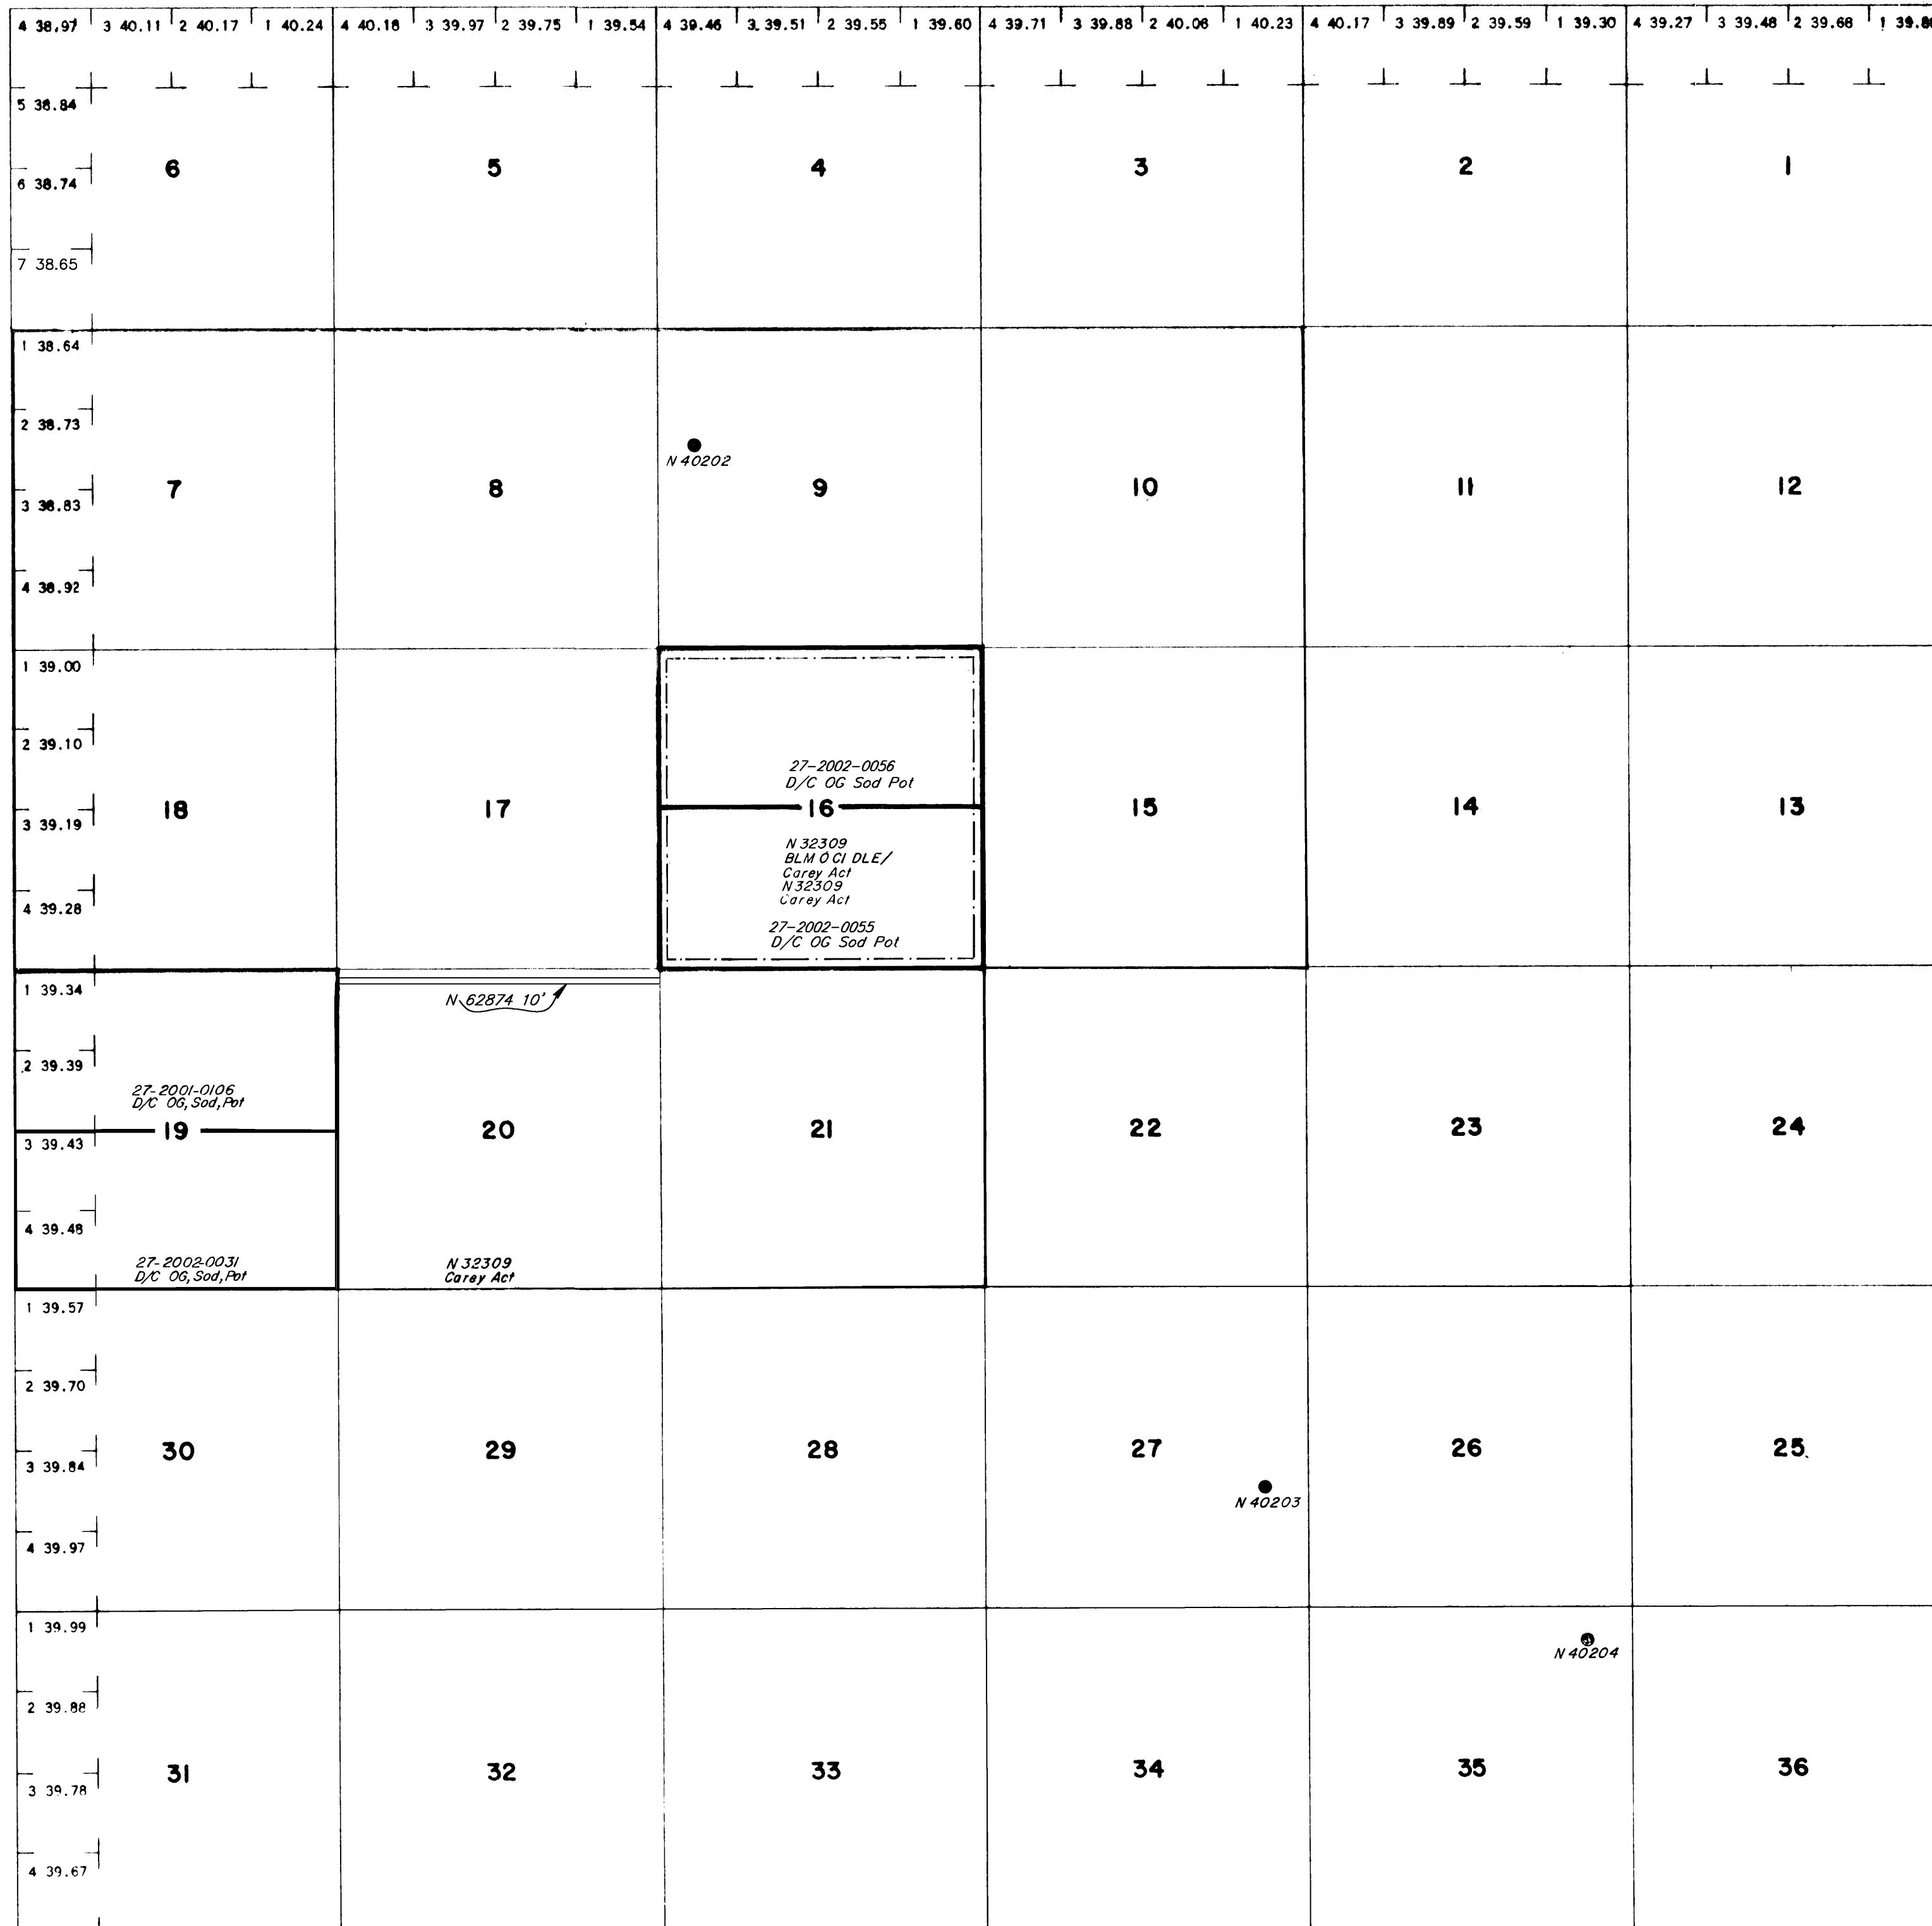 4 38.97 3 40.11 2 40.17 1 40.24 4 40.16 3 39.97 2 39.75 1 39.54 4 39.46 3 39.51 2 39.55 1 39.60 4 39.71 3 39.88 2 40.06 1 40.23 4 40.17 3 39.89 2 39.59 1 39.30 4 39.27 3 39.48 2 39.68
5 38.84
6 5 4 3 2 1
6 38.74
7 38.65
1 38.64
2 38.73
N 40202
7 8 9 10 11 12
3 38.83
4 38.92
1 39.00
2 39.10
27-2002-0056
D/C OG Sod Pot
18 17 16 15 14 13
3 39.19
N 32309
BLM O CI DLE/
Carey Act
N 32309
Carey Act
4 39.28
27-2002-0055
D/C OG Sod Pot
1 39.34
N 62874 10'
2 39.39
27-2001-0106
D/C OG, Sod, Pot
19 20 21 22 23 24
3 39.43
4 39.48
27-2002-0031
D/C OG, Sod, Pot
N 32309
Carey Act
1 39.57
2 39.70
30 29 28 27 26 25
3 39.84
N 40203
4 39.97
1 39.99
N 40204
2 39.88
31 32 33 34 35 36
3 39.78
4 39.67